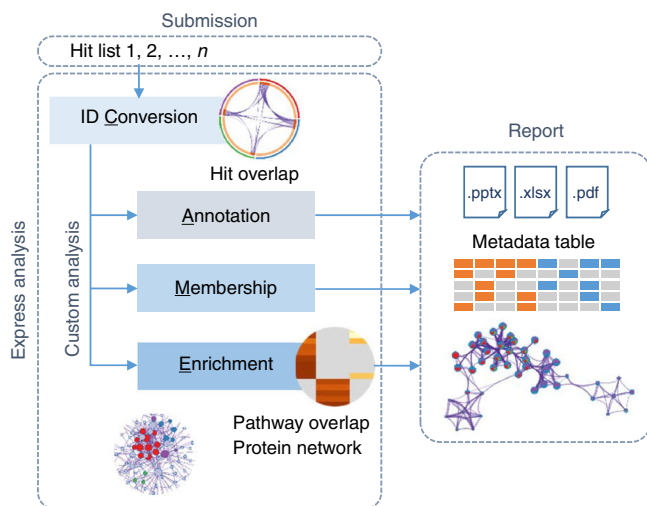 Submission
Hit list 1, 2, …, n
ID Conversion
Hit overlap
Express analysis
Custom analysis
Annotation
Membership
Enrichment
Pathway overlap
Protein network
Report
.pptx
.xlsx
.pdf
Metadata table